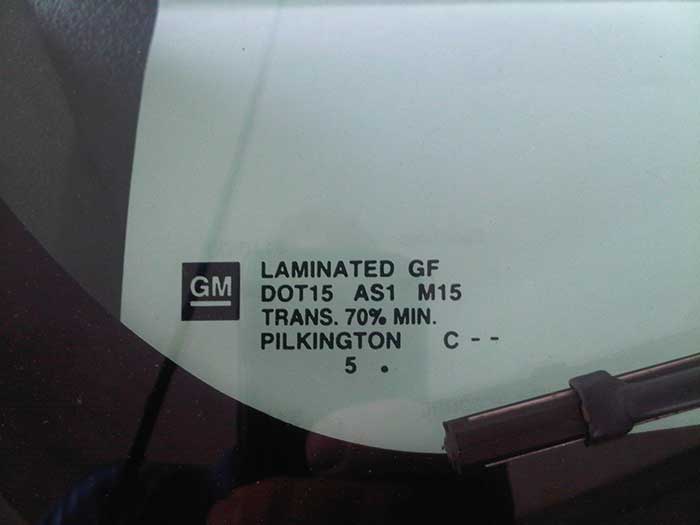 GM
LAMINATED GF
DOT15 AS1 M15
TRANS. 70% MIN.
PILKINGTON C - -
5 .